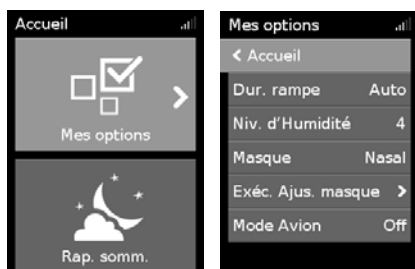 Accueil
Mes options
Rap. somm.
Mes options
Accueil
Dur. rampe Auto
Niv. d'Humidité 4
Masque Nasal
Exéc. Ajus. masque
Mode Avion Off